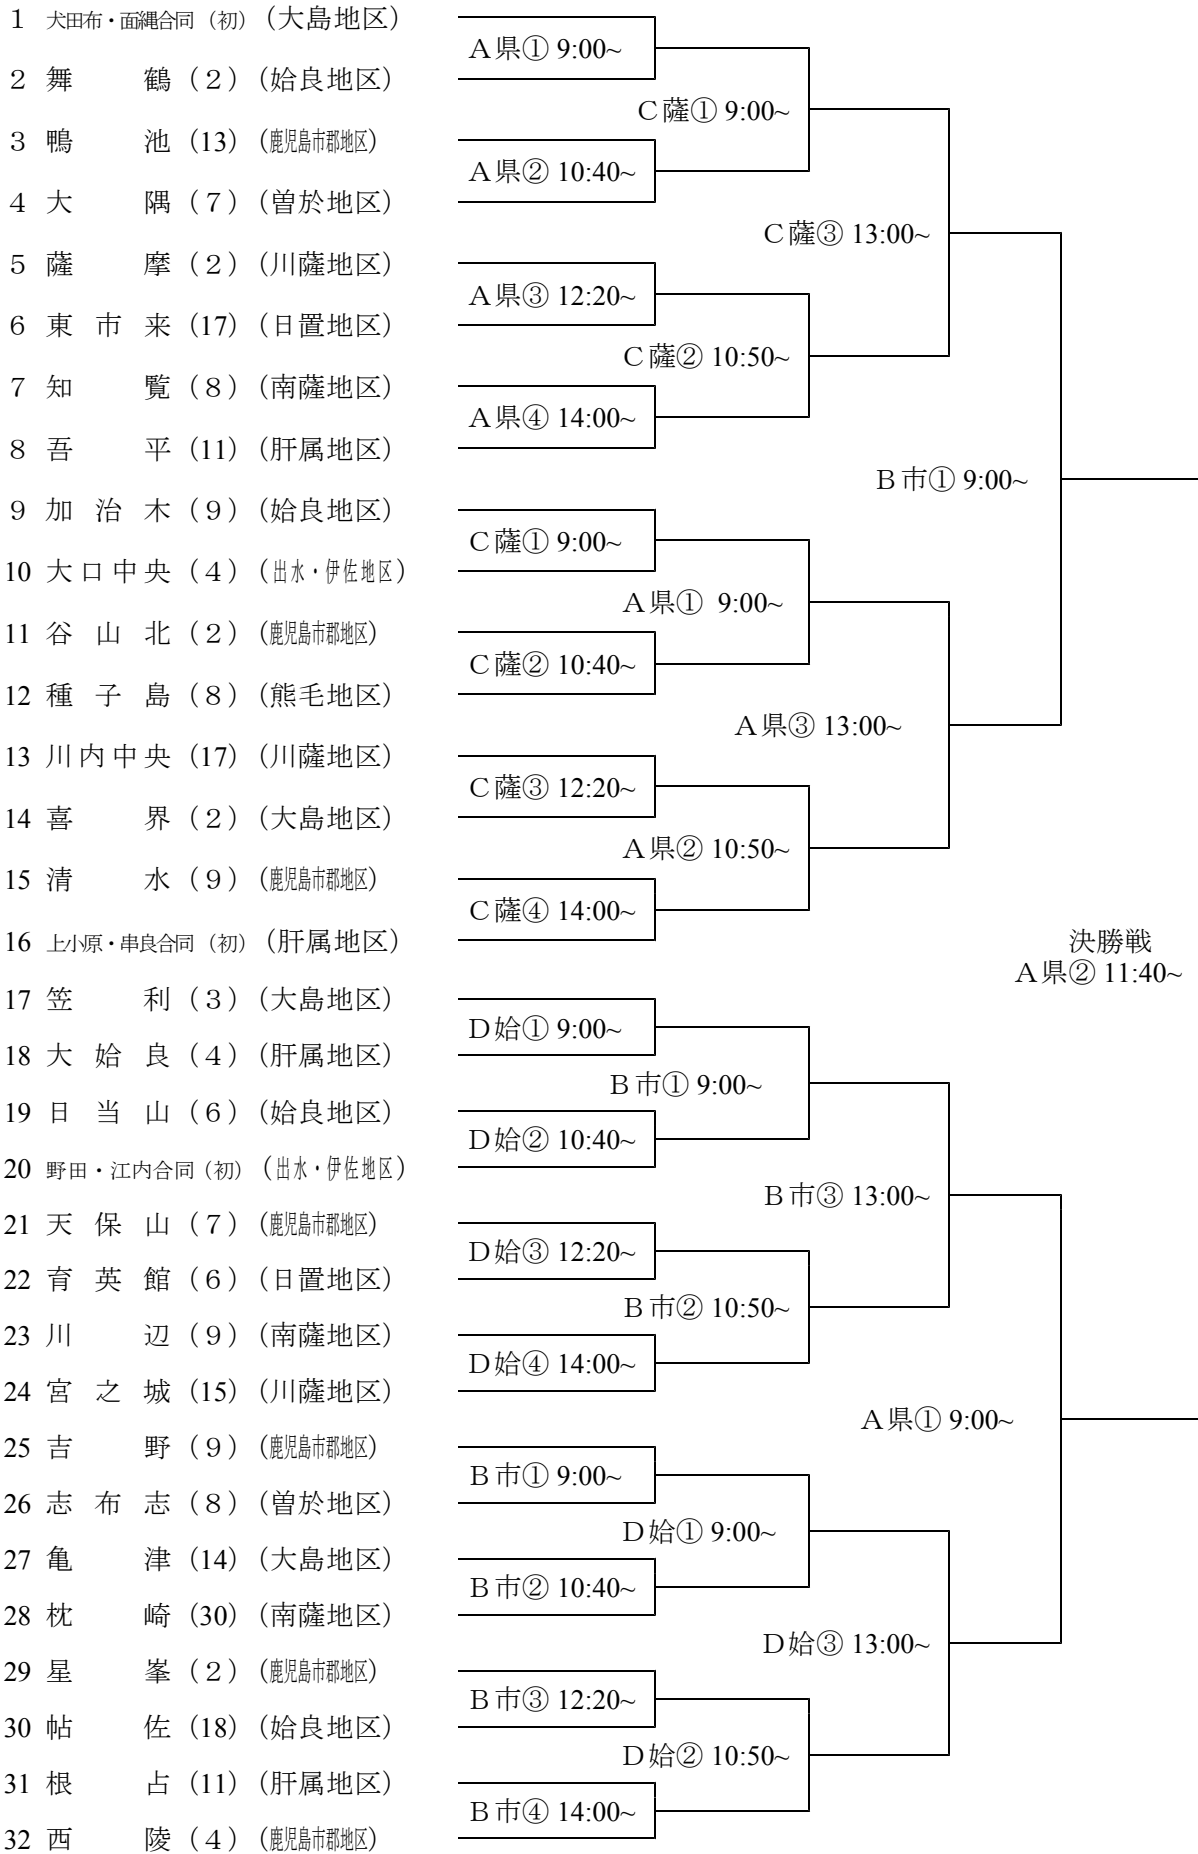 1 犬田布・面縄合同（初）（大島地区）
A県① 9:00~
2 舞鶴（2）（姶良地区）
C薩① 9:00~
3 鴨池（13）（鹿児島市郡地区）
A県② 10:40~
4 大隅（7）（曽於地区）
C薩③ 13:00~
5 薩摩（2）（川薩地区）
A県③ 12:20~
6 東市来（17）（日置地区）
C薩② 10:50~
7 知覧（8）（南薩地区）
A県④ 14:00~
8 吾平（11）（肝属地区）
B市① 9:00~
9 加治木（9）（姶良地区）
C薩① 9:00~
10 大口中央（4）（出水・伊佐地区）
A県① 9:00~
11 谷山北（2）（鹿児島市郡地区）
C薩② 10:40~
12 種子島（8）（熊毛地区）
A県③ 13:00~
13 川内中央（17）（川薩地区）
C薩③ 12:20~
14 喜界（2）（大島地区）
A県② 10:50~
15 清水（9）（鹿児島市郡地区）
C薩④ 14:00~
16 上小原・串良合同（初）（肝属地区）
決勝戦
A県② 11:40~
17 笠利（3）（大島地区）
D姶① 9:00~
18 大姶良（4）（肝属地区）
B市① 9:00~
19 日当山（6）（姶良地区）
D姶② 10:40~
20 野田・江内合同（初）（出水・伊佐地区）
B市③ 13:00~
21 天保山（7）（鹿児島市郡地区）
D姶③ 12:20~
22 育英館（6）（日置地区）
B市② 10:50~
23 川辺（9）（南薩地区）
D姶④ 14:00~
24 宮之城（15）（川薩地区）
A県① 9:00~
25 吉野（9）（鹿児島市郡地区）
B市① 9:00~
26 志布志（8）（曽於地区）
D姶① 9:00~
27 亀津（14）（大島地区）
B市② 10:40~
28 枕崎（30）（南薩地区）
D姶③ 13:00~
29 星峯（2）（鹿児島市郡地区）
B市③ 12:20~
30 帖佐（18）（姶良地区）
D姶② 10:50~
31 根占（11）（肝属地区）
B市④ 14:00~
32 西陵（4）（鹿児島市郡地区）